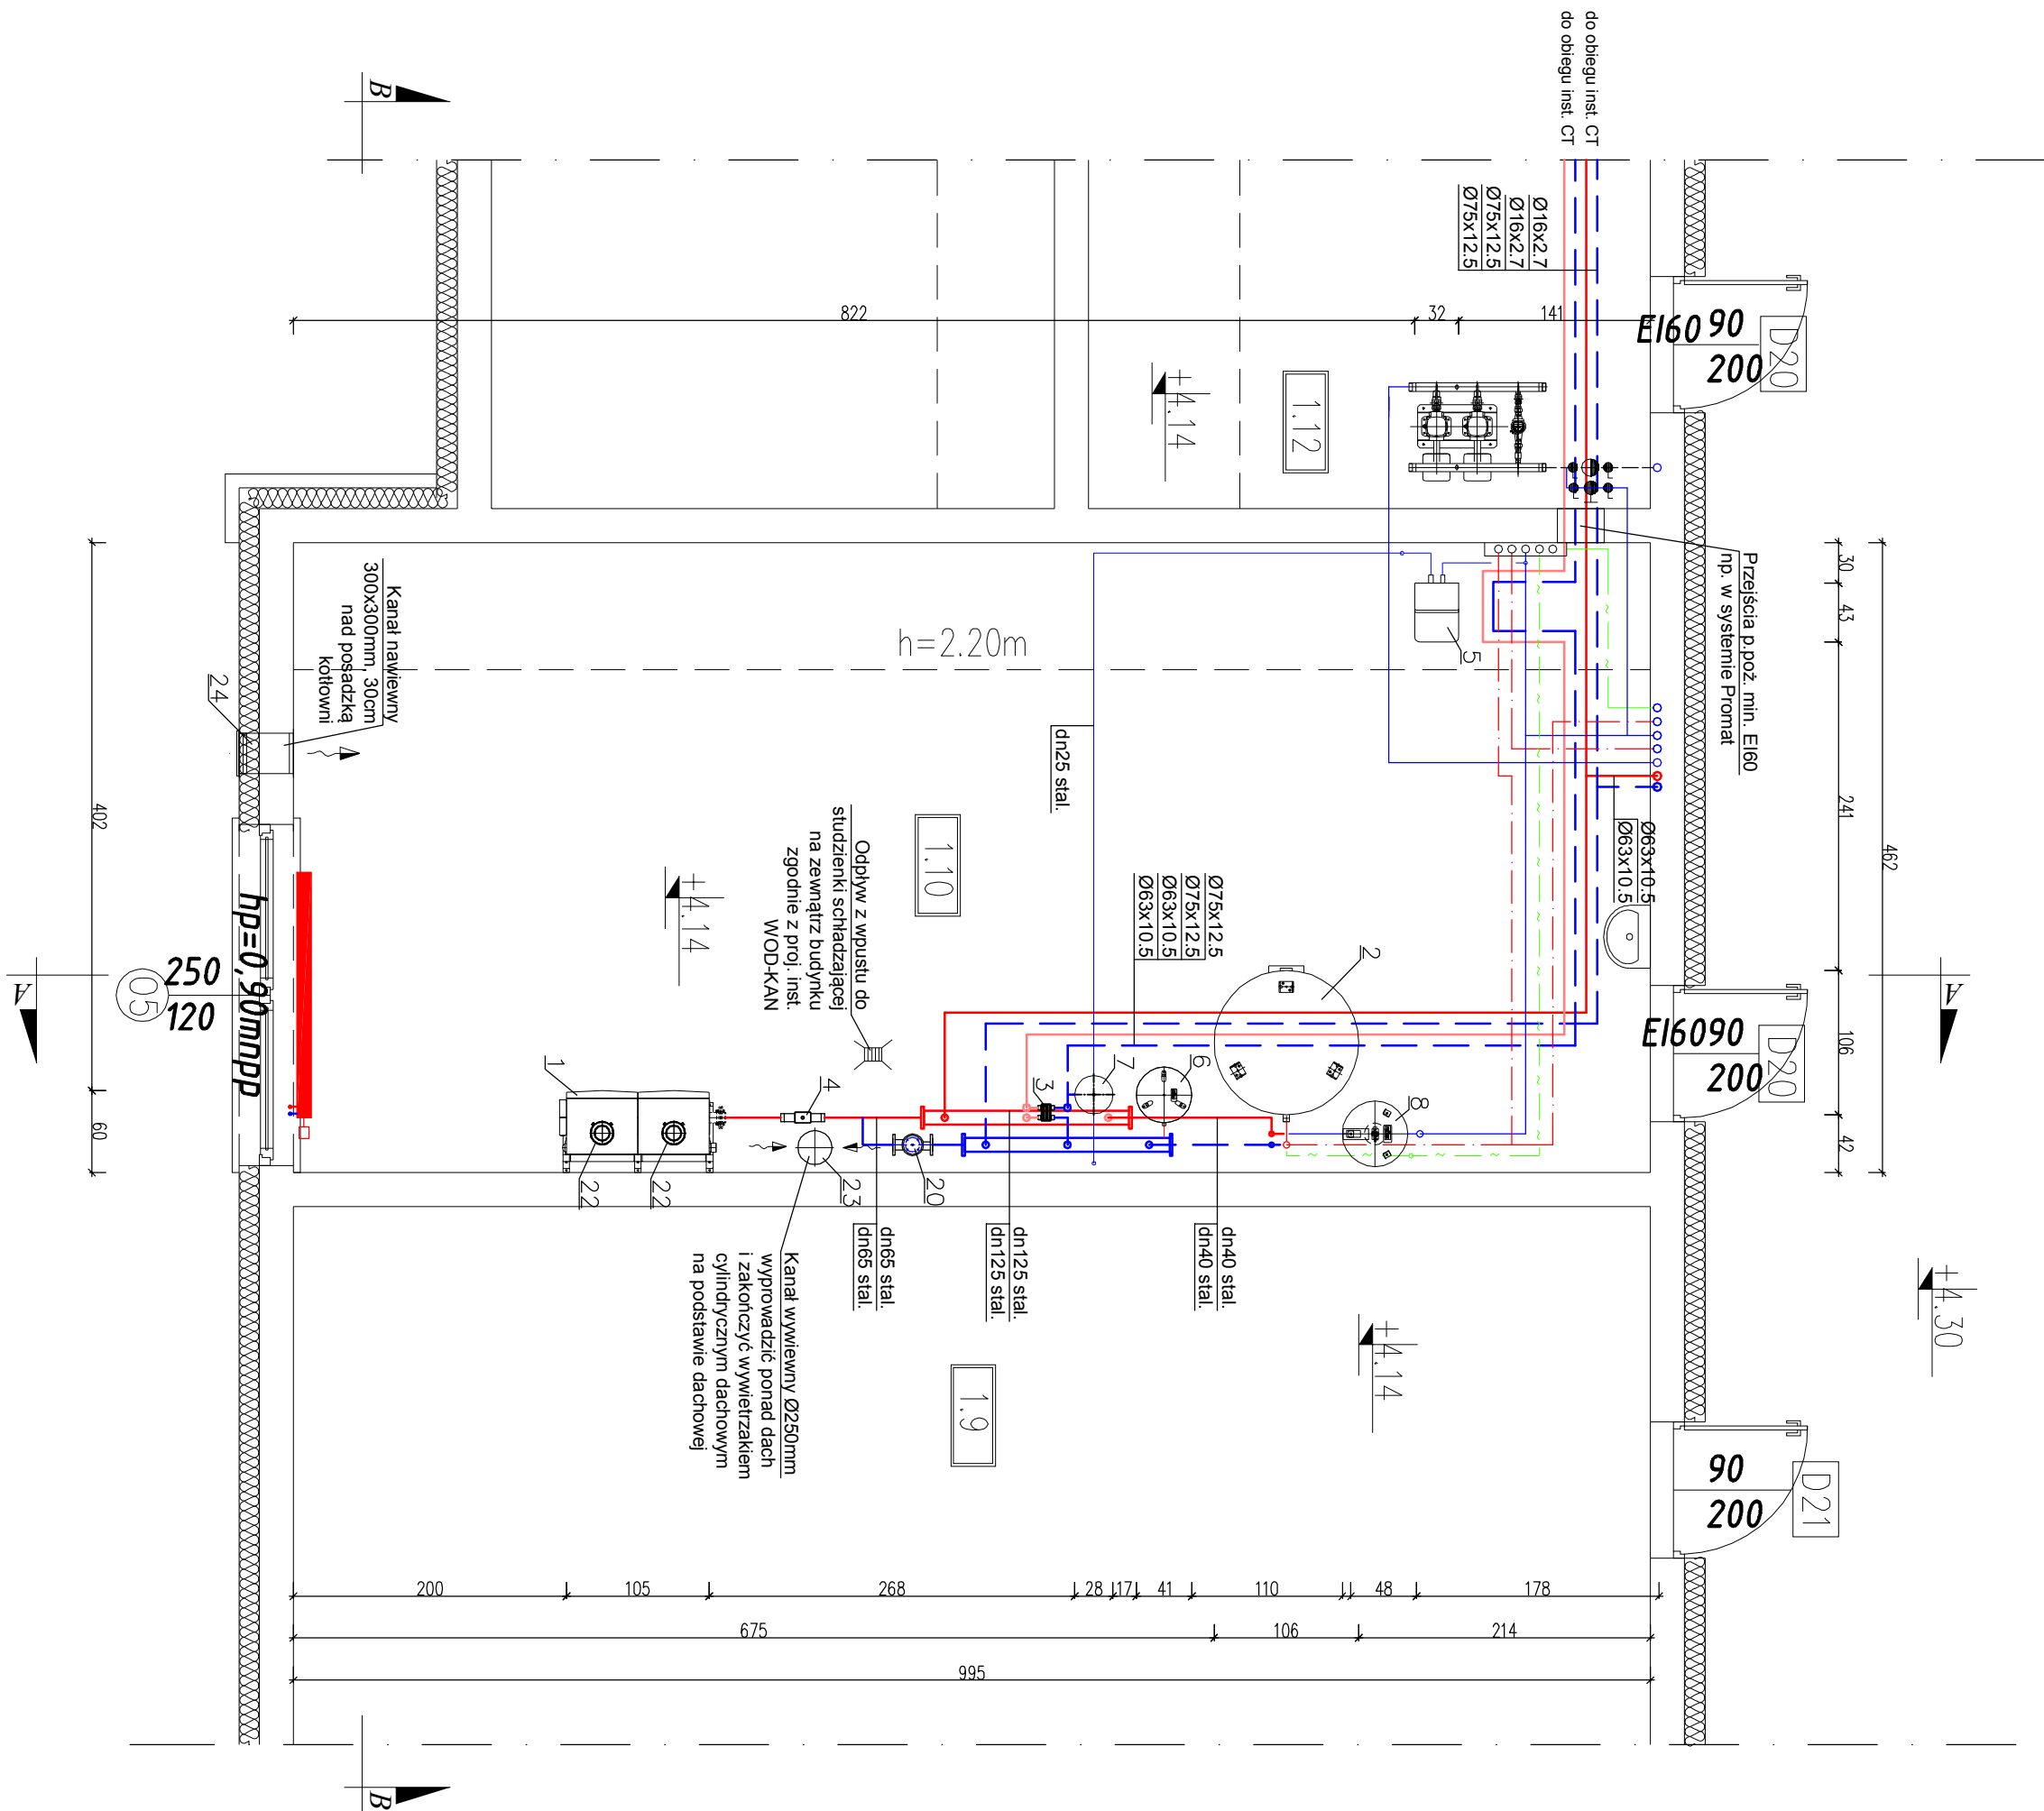 do obiegu inst. CT
do obiegu inst. CT
B
Ø16x2.7
Ø16x2.7
Ø75x12.5
Ø75x12.5
822
32
141
EI60
90
200
D20
+4.14
1.12
Przejścia p.poż. min. EI60
np. w systemie Promat
30
43
241
106
42
462
Kanał nawiewny
300x300mm, 30cm
nad posadzką
kotłowni
24
h=2.20m
5
dn25 stal.
402
60
Odpływ z wpustu do
studzienki schładzającej
na zewnątrz budynku
zgodnie z proj. inst.
WOD-KAN
1.10
+4.14
Ø75x12.5
Ø75x12.5
Ø63x10.5
Ø63x10.5
Ø63x10.5
Ø63x10.5
2
A
A
EI60
90
200
D20
hp=0,90mnpp
O5
250
120
1
4
3
7
6
8
22
22
23
20
dn65 stal.
dn65 stal.
dn125 stal.
dn125 stal.
dn40 stal.
dn40 stal.
Kanał wywiewny Ø250mm
wyprowadzić ponad dach
i zakończyć wywietrzakiem
cylindrycznym dachowym
na podstawie dachowej
+4.30
+4.14
1.9
90
200
D21
200
105
268
28
17
41
110
48
178
675
106
214
995
B